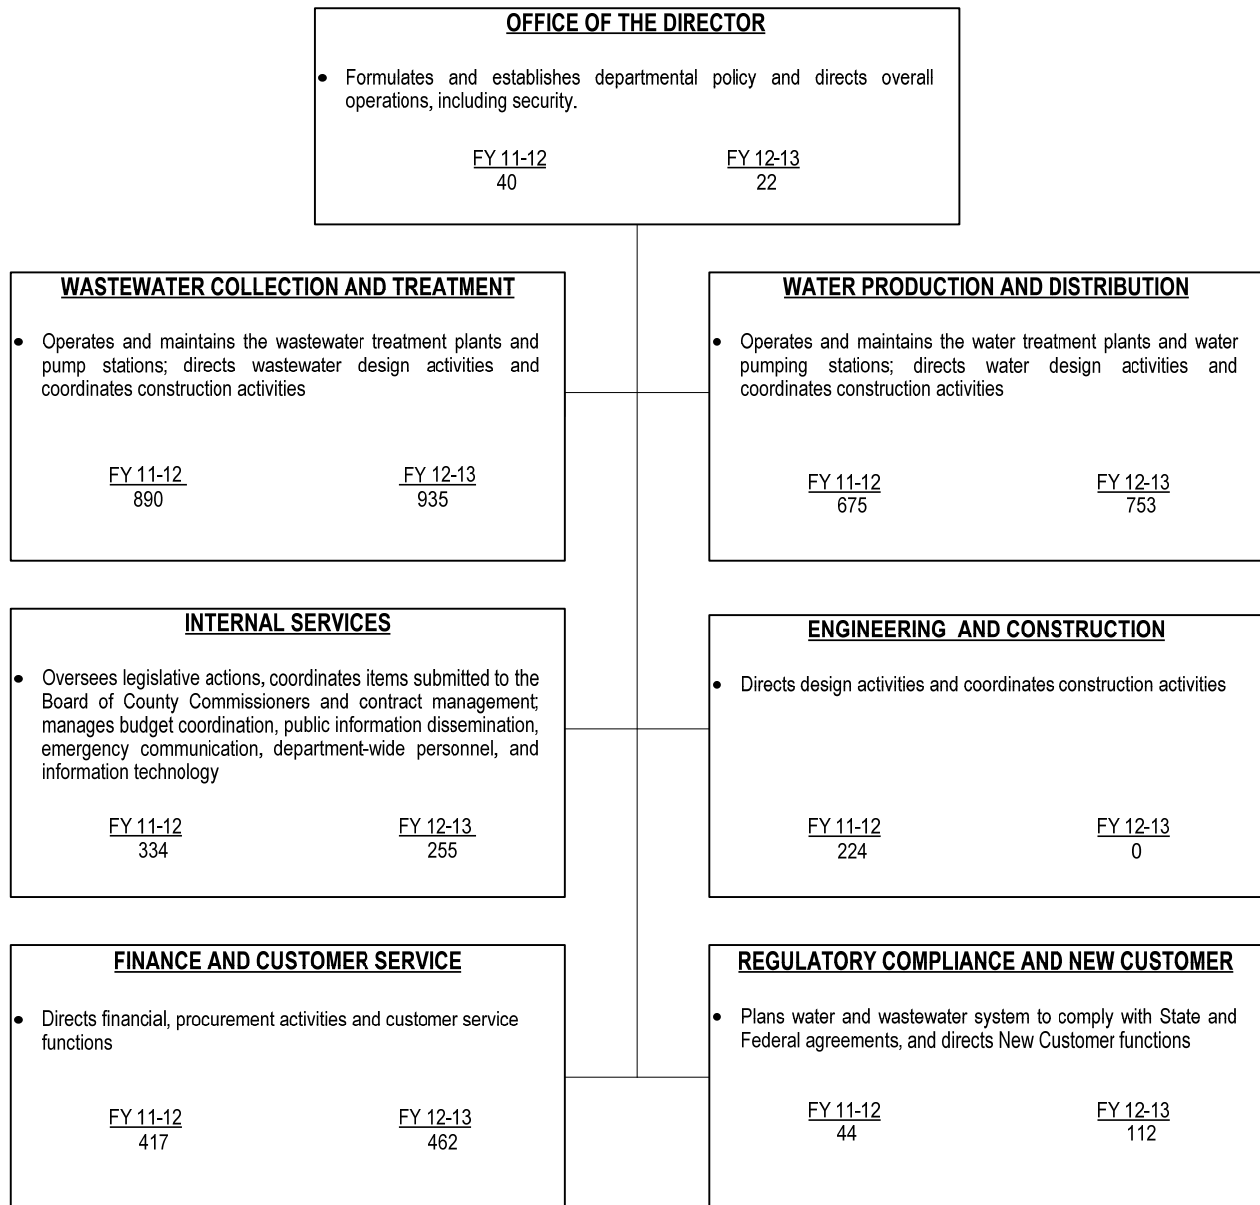 OFFICE OF THE DIRECTOR
• Formulates and establishes departmental policy and directs overall
operations, including security.
FY 11-12 FY 12-13
40 22
WASTEWATER COLLECTION AND TREATMENT
• Operates and maintains the wastewater treatment plants and
pump stations; directs wastewater design activities and
coordinates construction activities
FY 11-12 FY 12-13
890 935
WATER PRODUCTION AND DISTRIBUTION
• Operates and maintains the water treatment plants and water
pumping stations; directs water design activities and
coordinates construction activities
FY 11-12 FY 12-13
675 753
INTERNAL SERVICES
• Oversees legislative actions, coordinates items submitted to the
Board of County Commissioners and contract management;
manages budget coordination, public information dissemination,
emergency communication, department-wide personnel, and
information technology
FY 11-12 FY 12-13
334 255
ENGINEERING AND CONSTRUCTION
• Directs design activities and coordinates construction activities
FY 11-12 FY 12-13
224 0
FINANCE AND CUSTOMER SERVICE
• Directs financial, procurement activities and customer service
functions
FY 11-12 FY 12-13
417 462
REGULATORY COMPLIANCE AND NEW CUSTOMER
• Plans water and wastewater system to comply with State and
Federal agreements, and directs New Customer functions
FY 11-12 FY 12-13
44 112